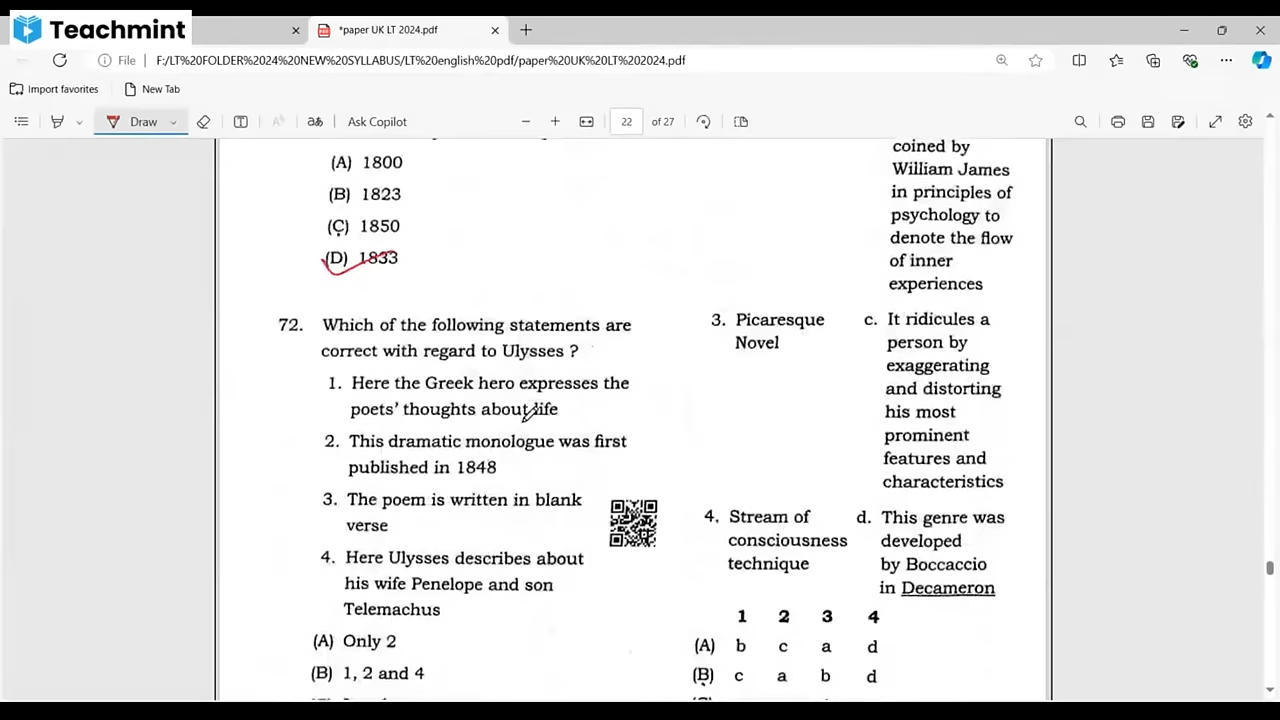 Teachmint
*paper UK LT 2024.pdf
File
F:/LT%20FOLDER%2024%20NEW%20SYLLABUS/LT%20english%20pdf/paper%20UK%20LT%202024.pdf
Import favorites
New Tab
Draw
Ask Copilot
22 of 27
(A) 1800
(B) 1823
(C) 1850
(D) 1833
72. Which of the following statements are
correct with regard to Ulysses ?
1. Here the Greek hero expresses the
poets' thoughts about life
2. This dramatic monologue was first
published in 1848
3. The poem is written in blank
verse
4. Here Ulysses describes about
his wife Penelope and son
Telemachus
(A) Only 2
(B) 1, 2 and 4
coined by
William James
in principles of
psychology to
denote the flow
of inner
experiences
3. Picaresque c. It ridicules a
Novel person by
exaggerating
and distorting
his most
prominent
features and
characteristics
4. Stream of d. This genre was
consciousness developed
technique by Boccaccio
in Decameron
1 2 3 4
(A) b c a d
(B) c a b d